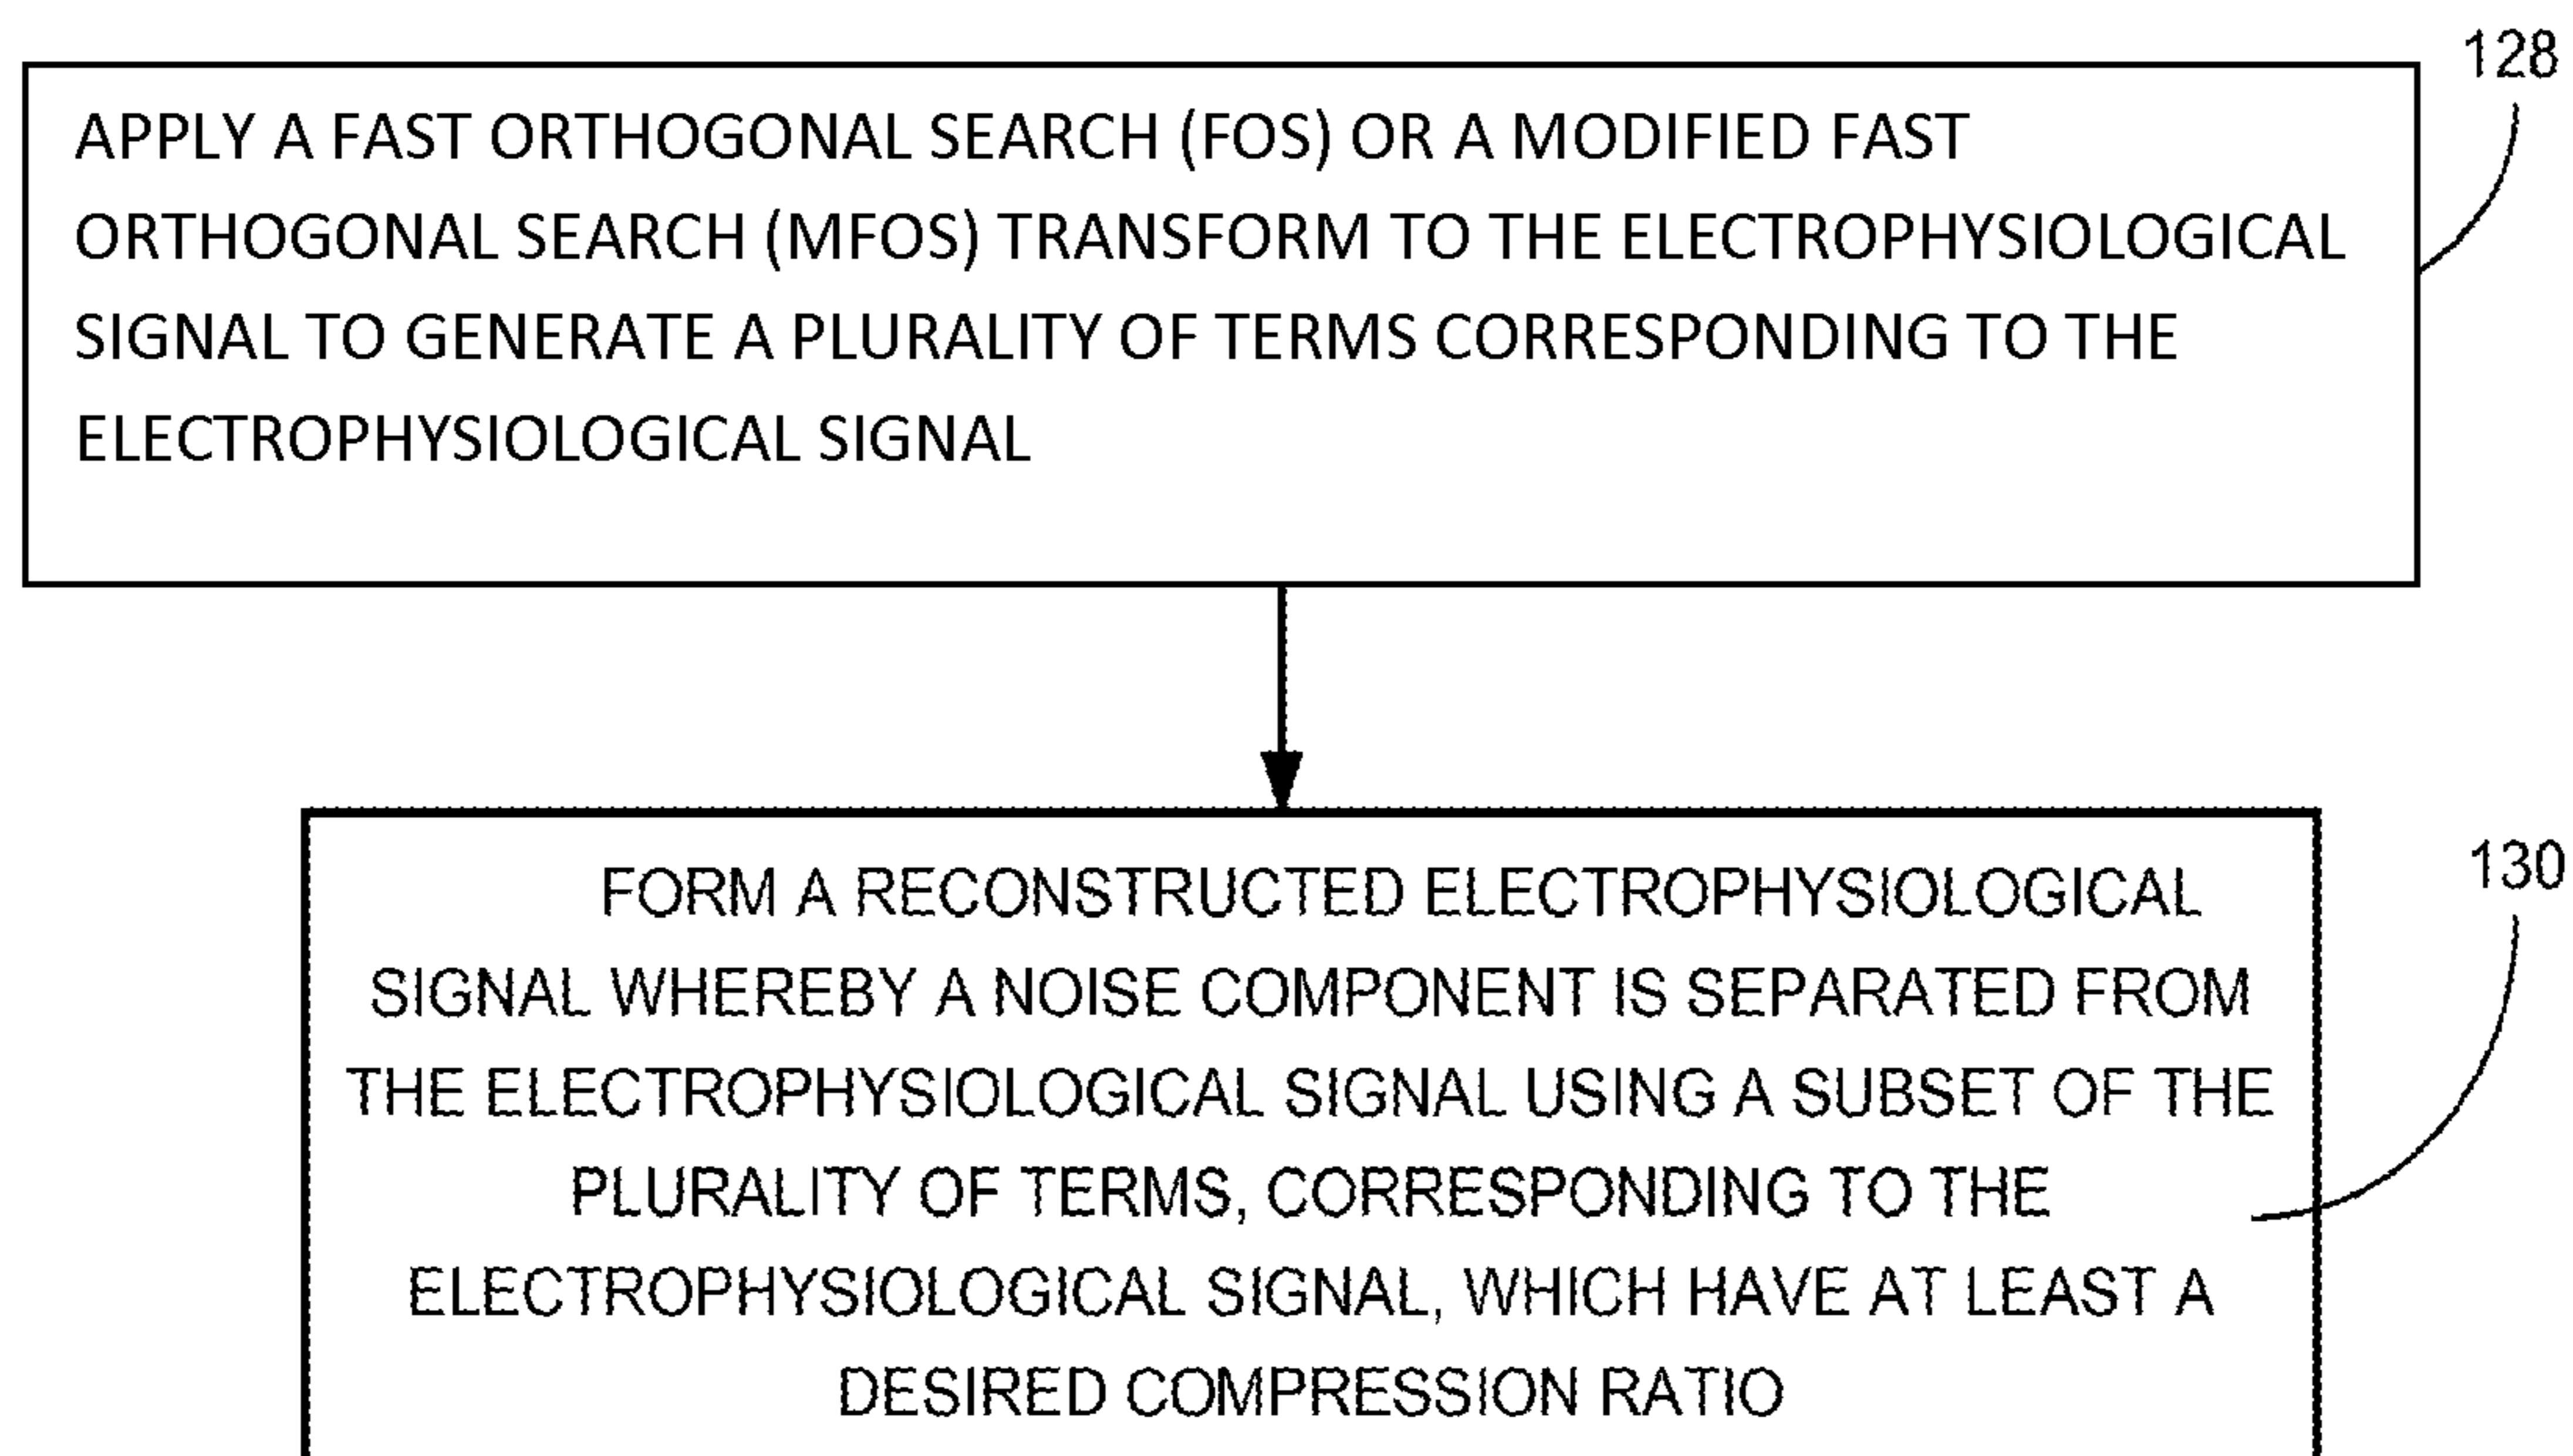 128
APPLY A FAST ORTHOGONAL SEARCH (FOS) OR A MODIFIED FAST
ORTHOGONAL SEARCH (MFOS) TRANSFORM TO THE ELECTROPHYSIOLOGICAL
SIGNAL TO GENERATE A PLURALITY OF TERMS CORRESPONDING TO THE
ELECTROPHYSIOLOGICAL SIGNAL
130
FORM A RECONSTRUCTED ELECTROPHYSIOLOGICAL
SIGNAL WHEREBY A NOISE COMPONENT IS SEPARATED FROM
THE ELECTROPHYSIOLOGICAL SIGNAL USING A SUBSET OF THE
PLURALITY OF TERMS, CORRESPONDING TO THE
ELECTROPHYSIOLOGICAL SIGNAL, WHICH HAVE AT LEAST A
DESIRED COMPRESSION RATIO